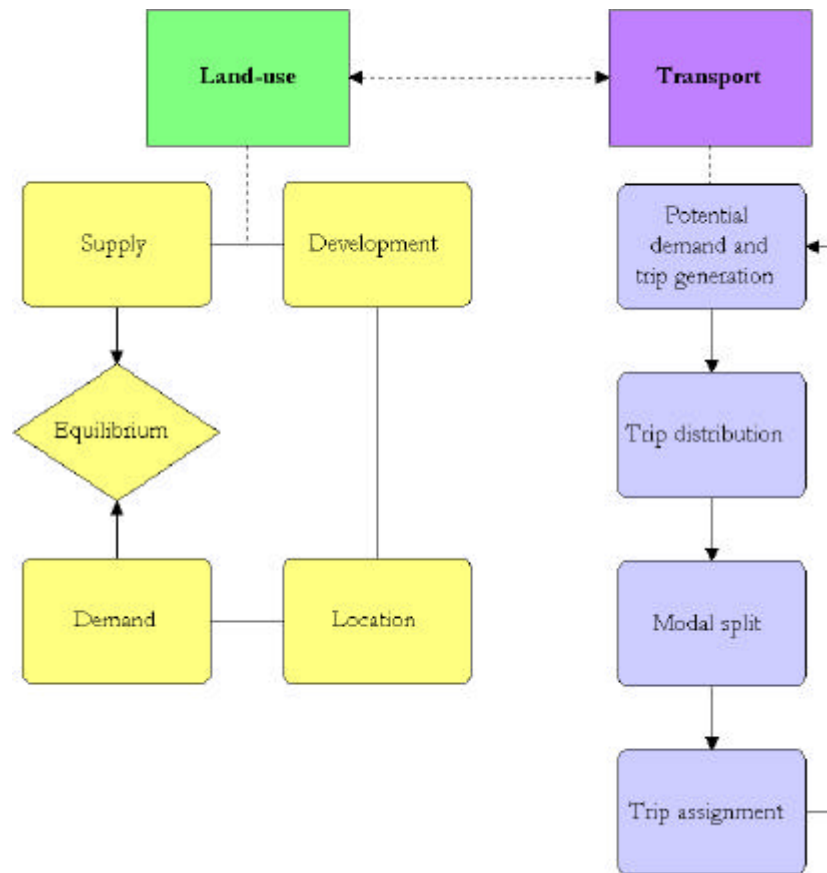 Land-use
Transport
Supply
Development
Potential
demand and
trip generation
Equilibrium
Trip distribution
Demand
Location
Modal split
Trip assignment